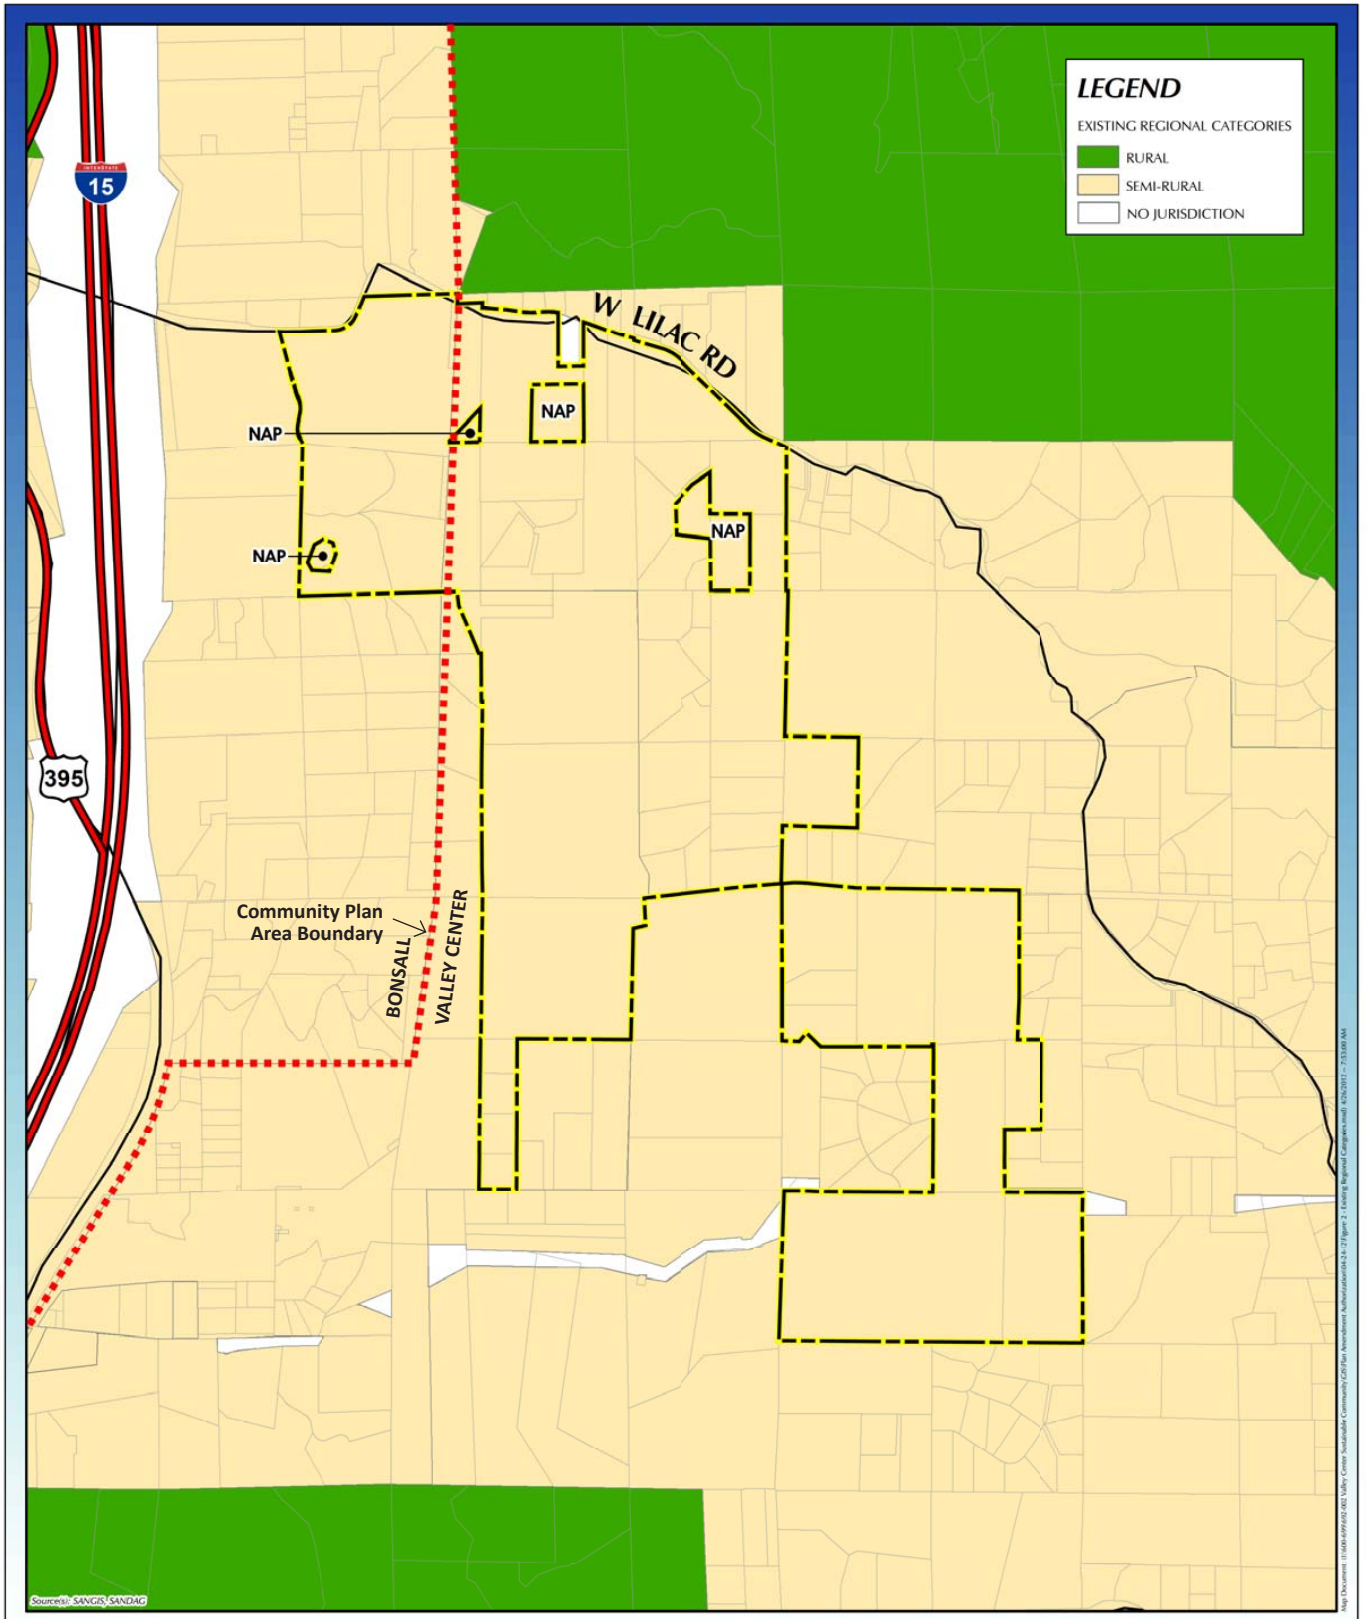 LEGEND
EXISTING REGIONAL CATEGORIES
RURAL
SEMI-RURAL
NO JURISDICTION
INTERSTATE
15
W LILAC RD
NAP
NAP
NAP
NAP
395
Community Plan
Area Boundary
BONSALL
VALLEY CENTER
Source(s): SANGIS, SANDAG